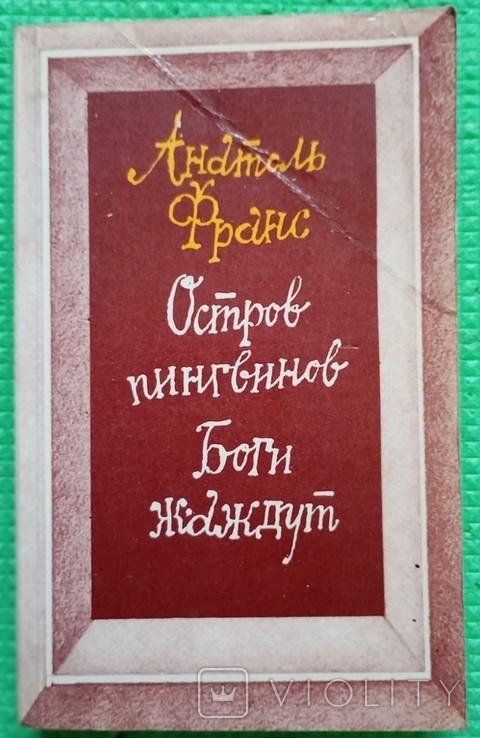 Анатоль
Франс
Остров
пингвинов
Боги
жаждут
VIOLITY